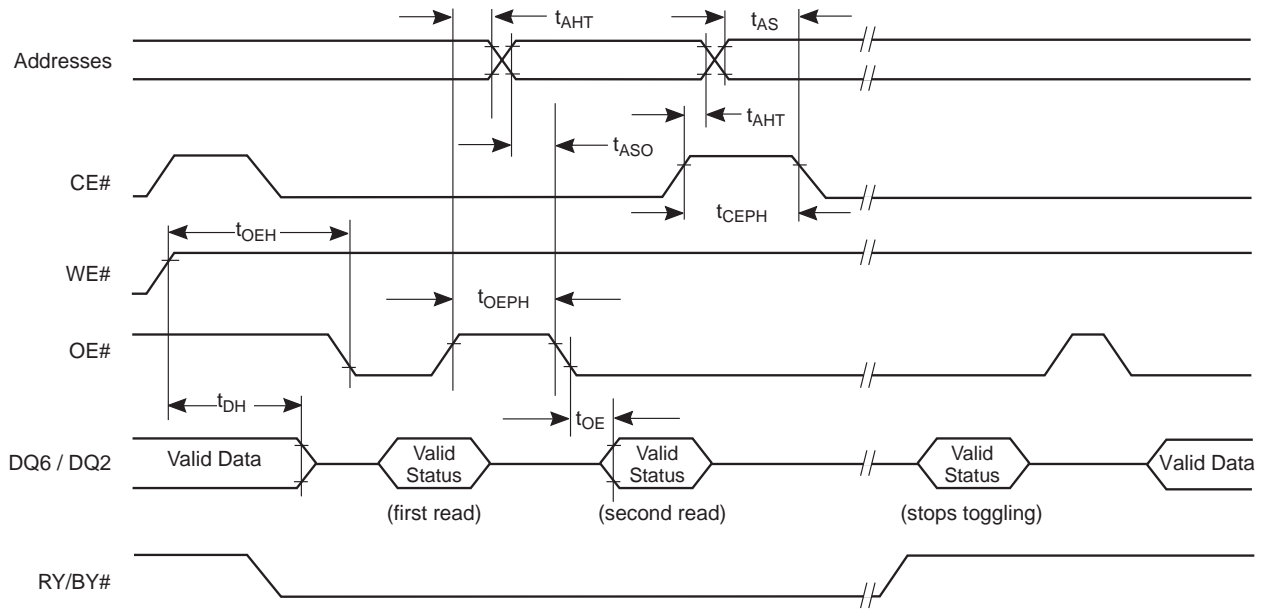 tAHT
tAS
Addresses
tAHT
tASO
CE#
tCEPH
tOEH
WE#
tOEPH
OE#
tDH
tOE
DQ6 / DQ2
Valid Data
Valid
Status
Valid
Status
Valid
Status
Valid Data
(first read)
(second read)
(stops toggling)
RY/BY#